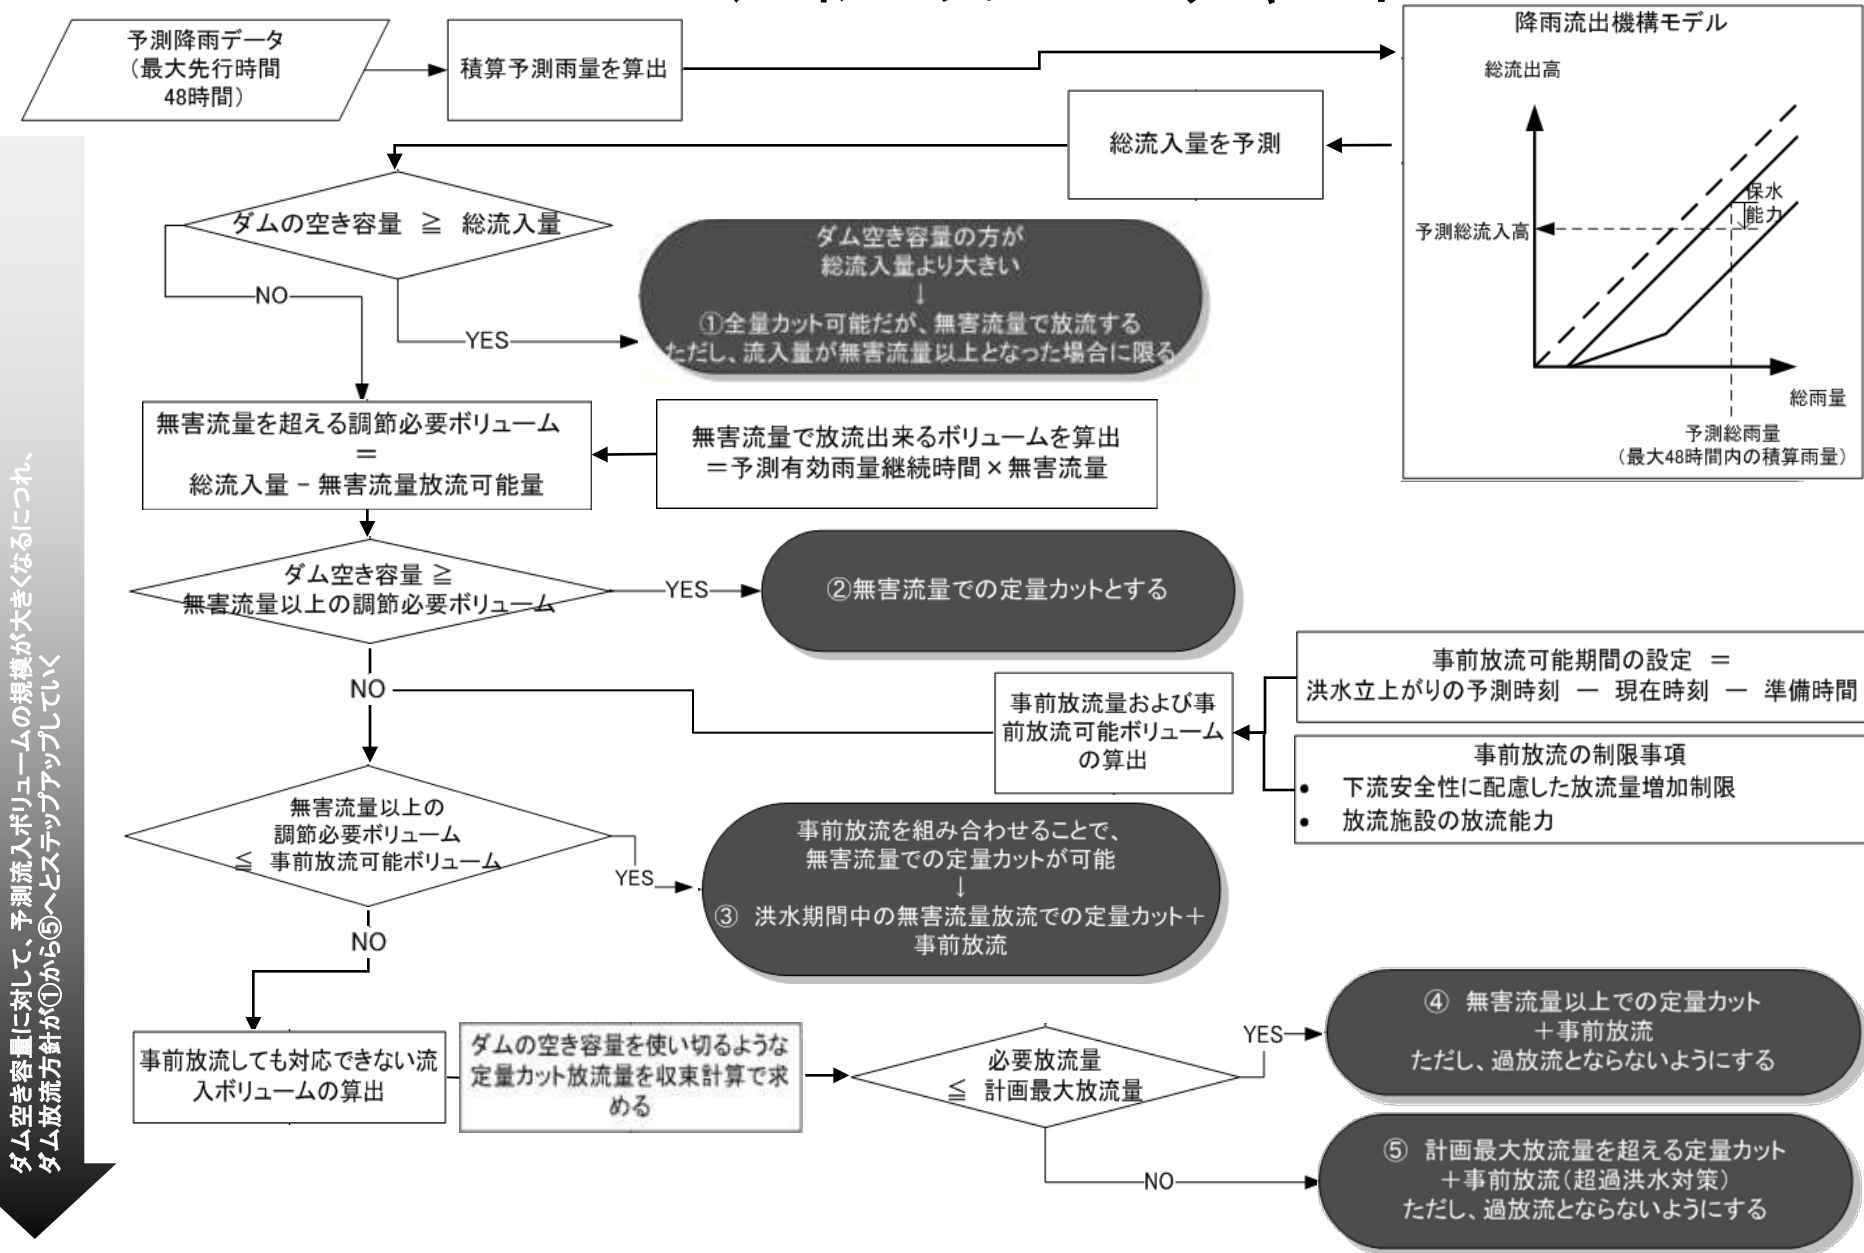 予測降雨データ
（最大先行時間
48時間）
積算予測雨量を算出
降雨流出機構モデル
総流出高
保水
能力
予測総流入高
総雨量
予測総雨量
（最大48時間内の積算雨量）
総流入量を予測
ダムの空き容量 ≧ 総流入量
NO
YES
ダム空き容量の方が
総流入量より大きい
↓
①全量カット可能だが、無害流量で放流する
ただし、流入量が無害流量以上となった場合に限る
無害流量を超える調節必要ボリューム
＝
総流入量－無害流量放流可能量
無害流量で放流出来るボリュームを算出
＝予測有効雨量継続時間×無害流量
ダム空き容量 ≧
無害流量以上の調節必要ボリューム
YES
②無害流量での定量カットとする
NO
事前放流量および事
前放流可能ボリューム
の算出
事前放流可能期間の設定 ＝
洪水立上がりの予測時刻 － 現在時刻 － 準備時間
事前放流の制限事項
• 下流安全性に配慮した放流量増加制限
• 放流施設の放流能力
無害流量以上の
調節必要ボリューム
≦ 事前放流可能ボリューム
YES
事前放流を組み合わせることで、
無害流量での定量カットが可能
↓
③ 洪水期間中の無害流量放流での定量カット＋
事前放流
NO
事前放流しても対応できない流
入ボリュームの算出
ダムの空き容量を使い切るような
定量カット放流量を収束計算で求
める
必要放流量
≦ 計画最大放流量
YES
④ 無害流量以上での定量カット
＋事前放流
ただし、過放流とならないようにする
NO
⑤ 計画最大放流量を超える定量カット
＋事前放流（超過洪水対策）
ただし、過放流とならないようにする
ダム空き容量に対して、予測流入ボリュームの規模が大きくなるにつれ、
ダム放流方針が①から⑤へとステップアップしていく